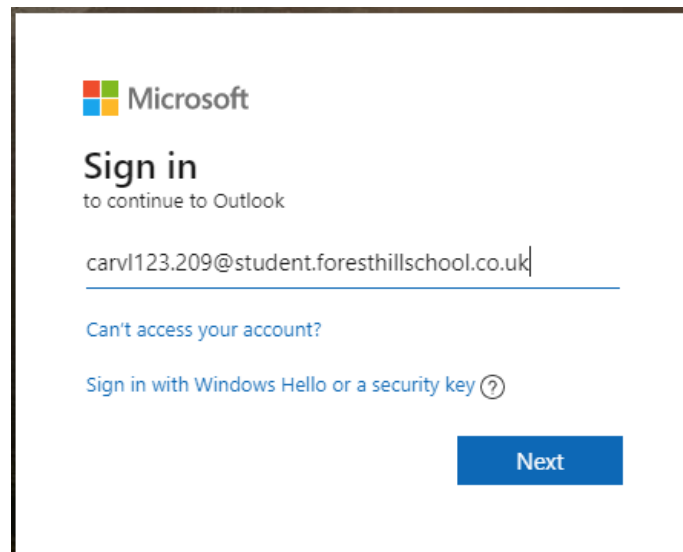 Microsoft
Sign in
to continue to Outlook
carvl123.209@student.foresthillschool.co.uk
Can't access your account?
Sign in with Windows Hello or a security key ?
Next